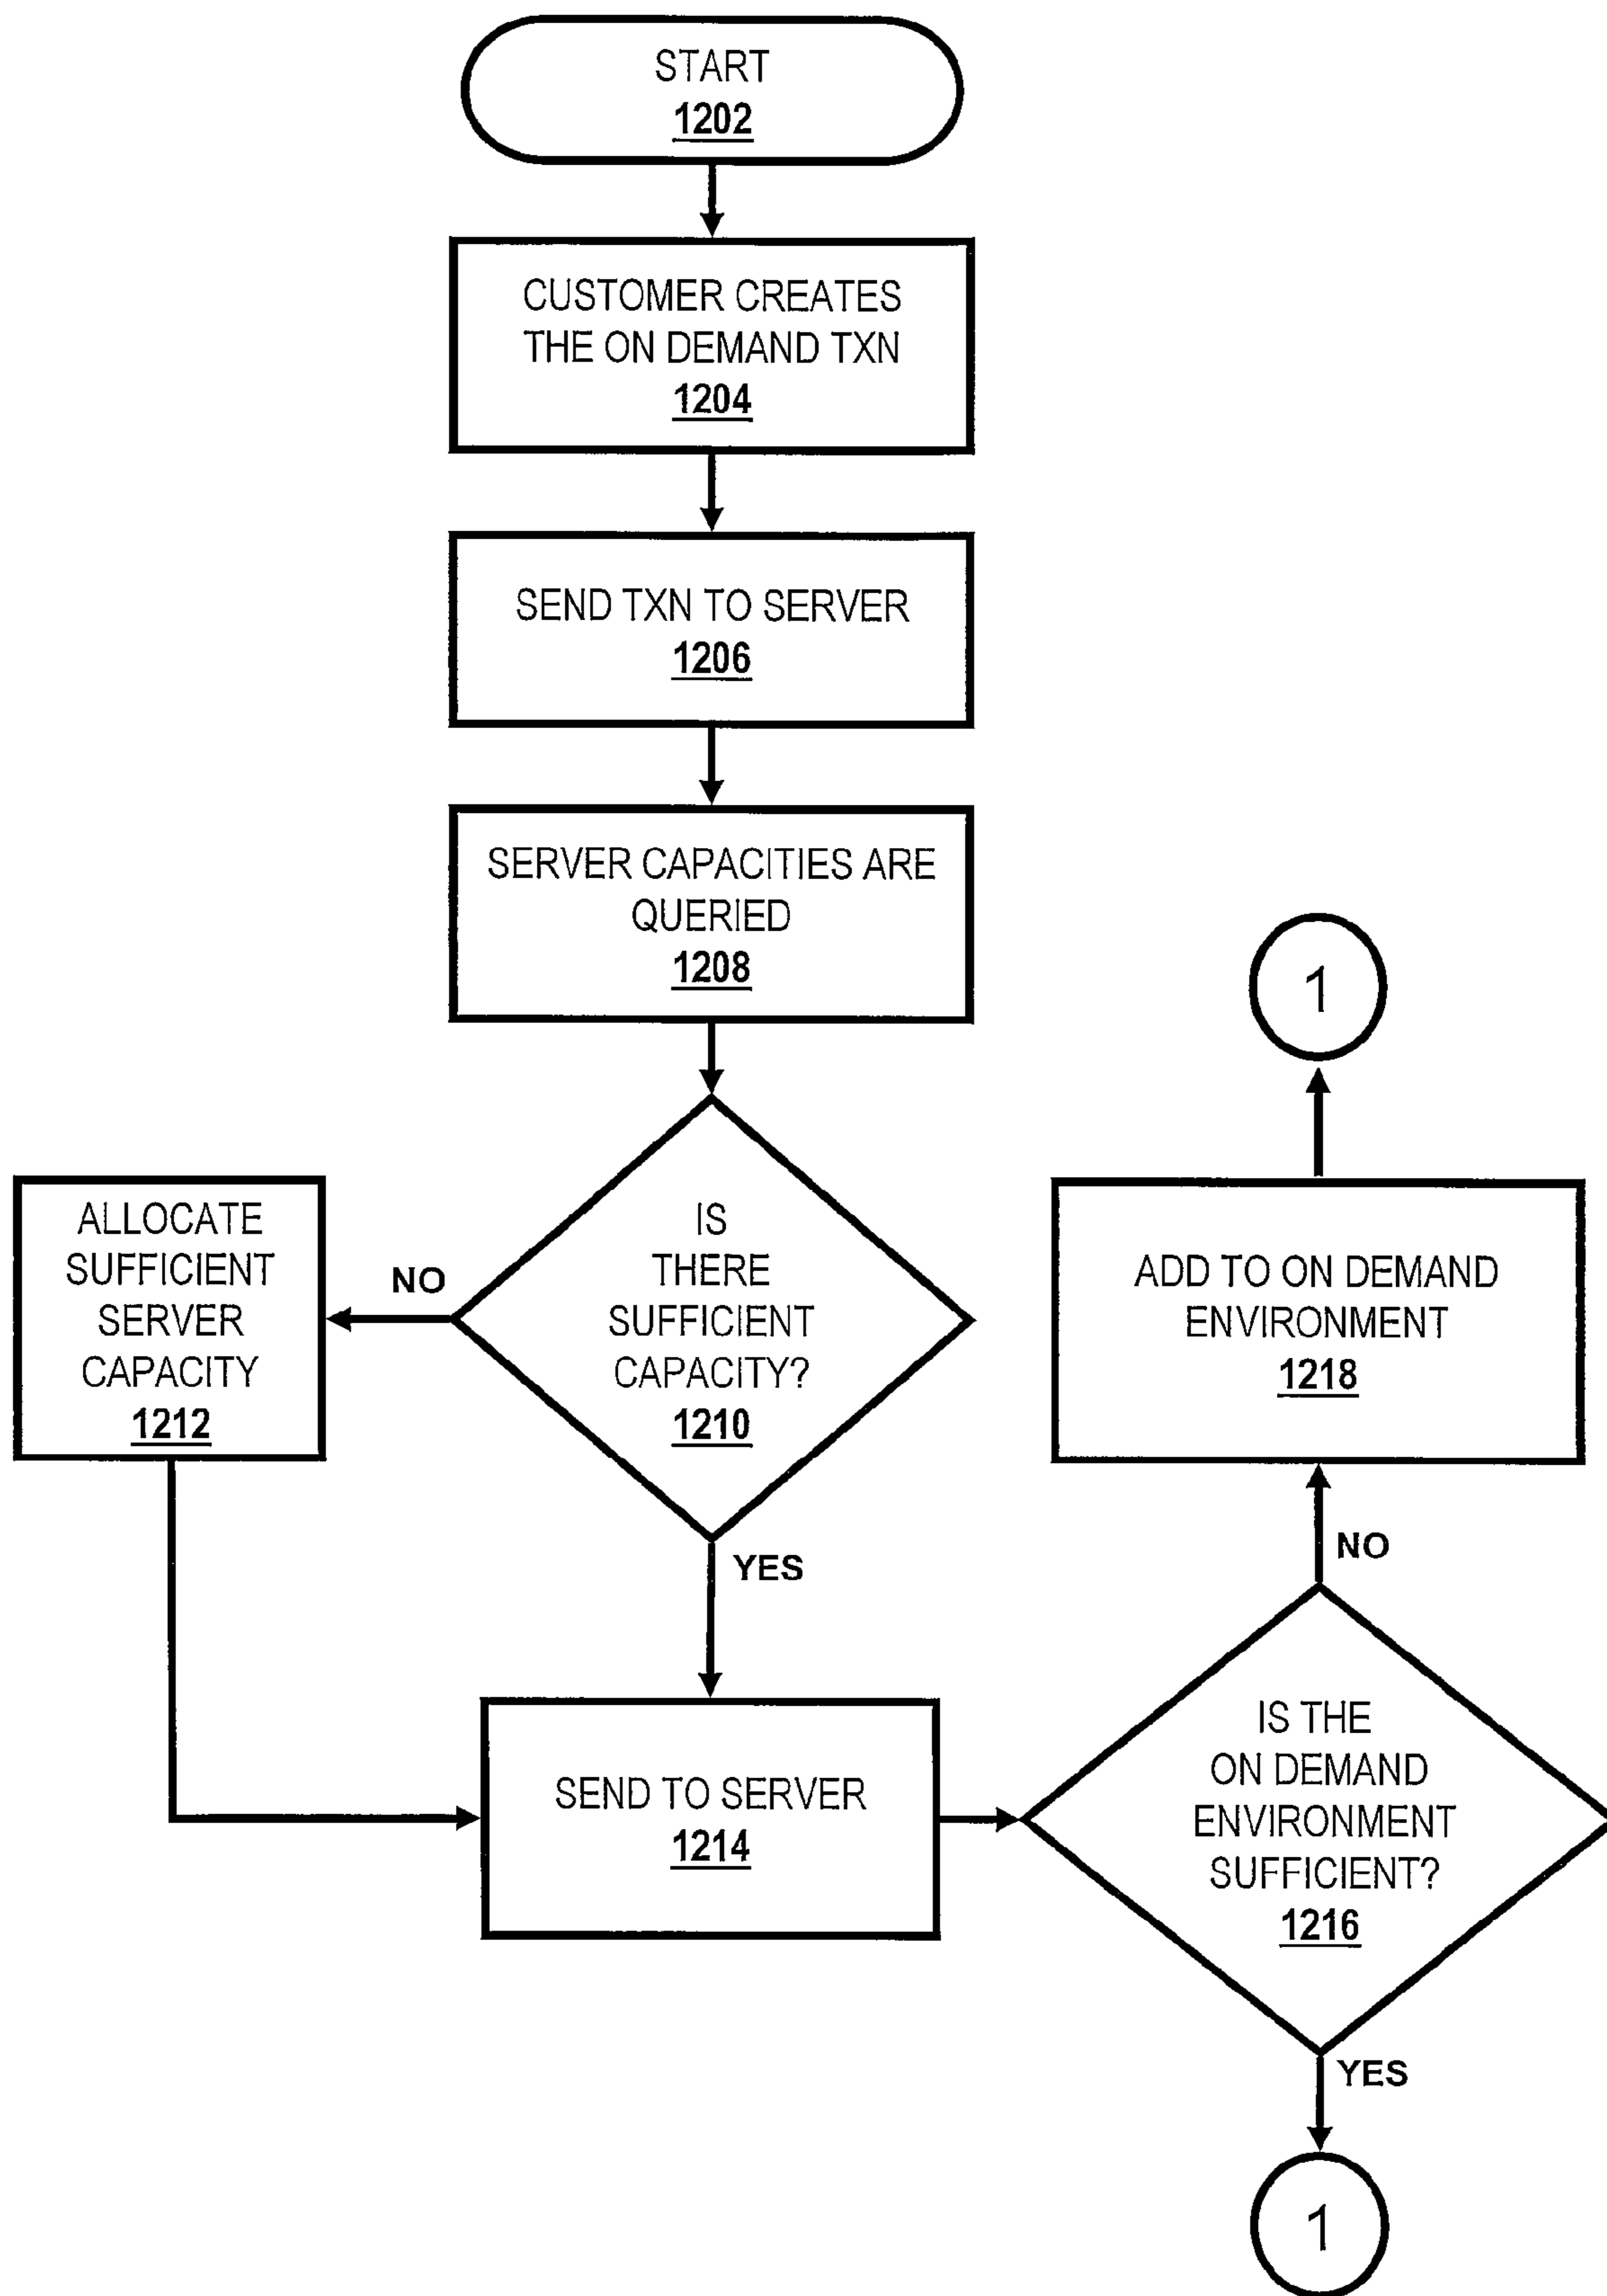 START
1202
CUSTOMER CREATES
THE ON DEMAND TXN
1204
SEND TXN TO SERVER
1206
SERVER CAPACITIES ARE
QUERIED
1208
IS
THERE
SUFFICIENT
CAPACITY?
1210
NO
ALLOCATE
SUFFICIENT
SERVER
CAPACITY
1212
YES
SEND TO SERVER
1214
IS THE
ON DEMAND
ENVIRONMENT
SUFFICIENT?
1216
NO
ADD TO ON DEMAND
ENVIRONMENT
1218
1
YES
1